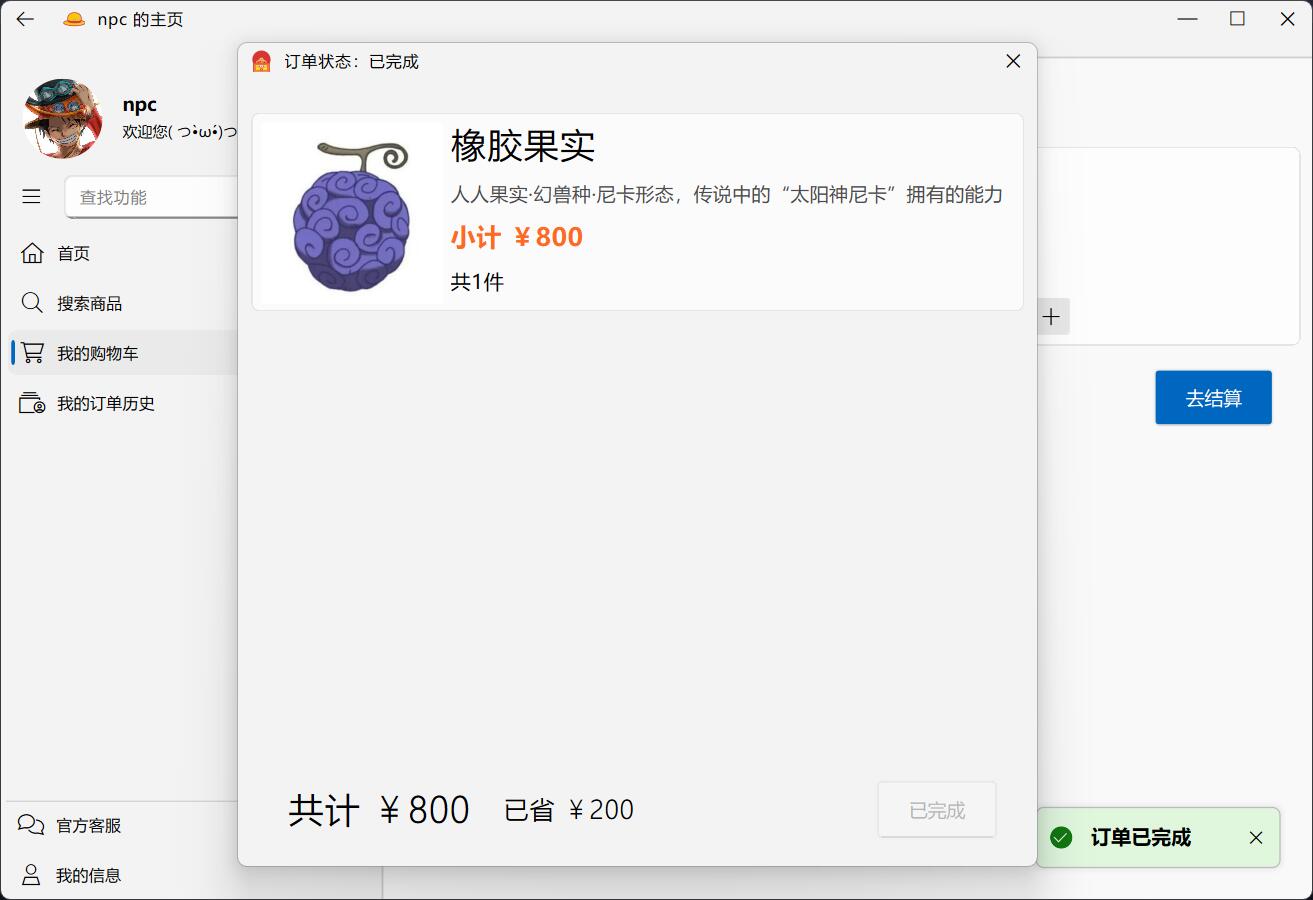 npc 的主页
订单状态：已完成
npc
欢迎您( つ•̀ω•́)つ
查找功能
首页
搜索商品
我的购物车
我的订单历史
橡胶果实
人人果实·幻兽种·尼卡形态，传说中的“太阳神尼卡”拥有的能力
小计 ￥800
共1件
去结算
共计 ￥800 已省 ￥200
已完成
订单已完成
官方客服
我的信息